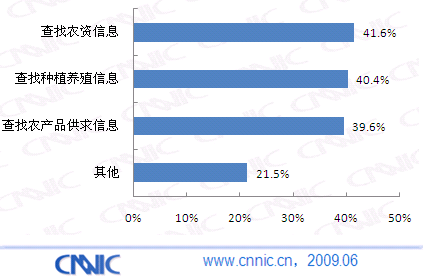 查找农资信息 41.6%
查找种植养殖信息 40.4%
查找农产品供求信息 39.6%
其他 21.5%
0% 10% 20% 30% 40% 50%
CNNIC www.cnnic.cn, 2009.06